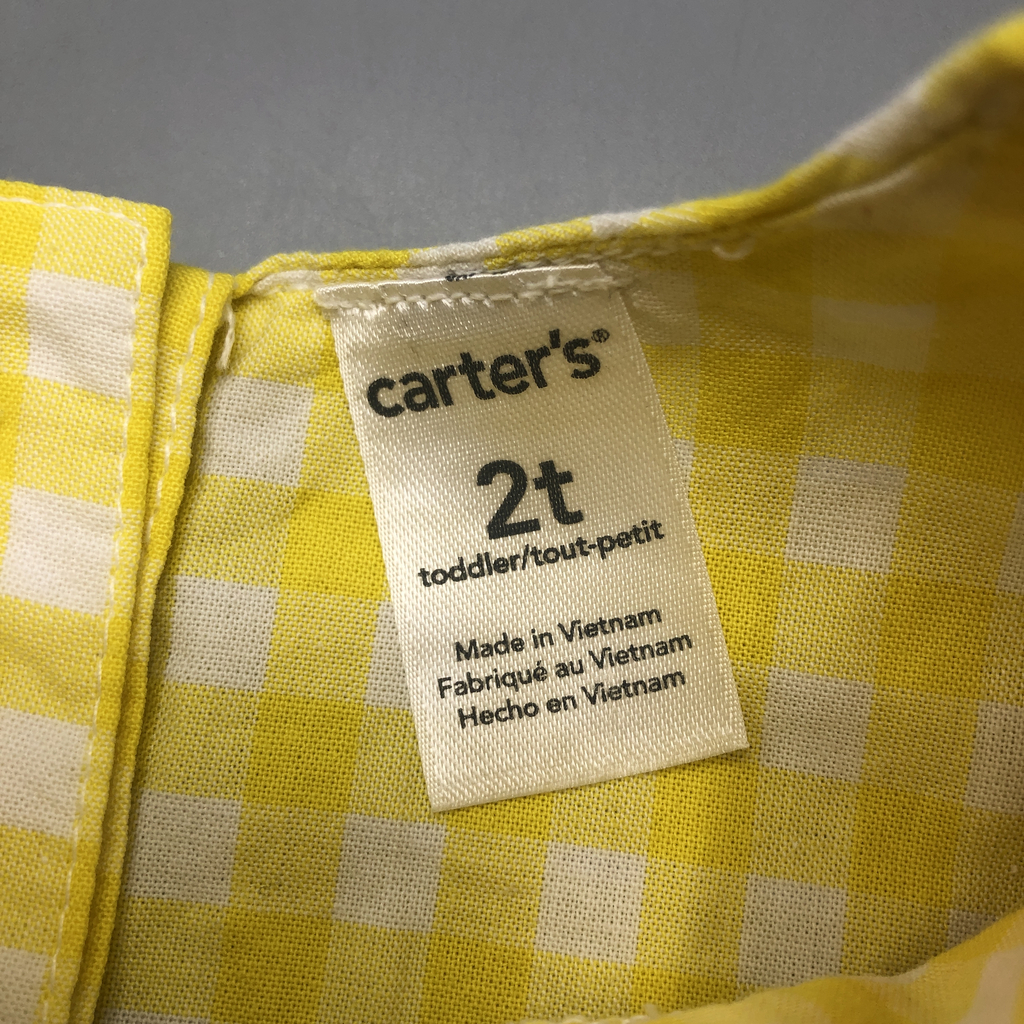 carter's®
2t
toddler/tout-petit
Made in Vietnam
Fabriqué au Vietnam
Hecho en Vietnam